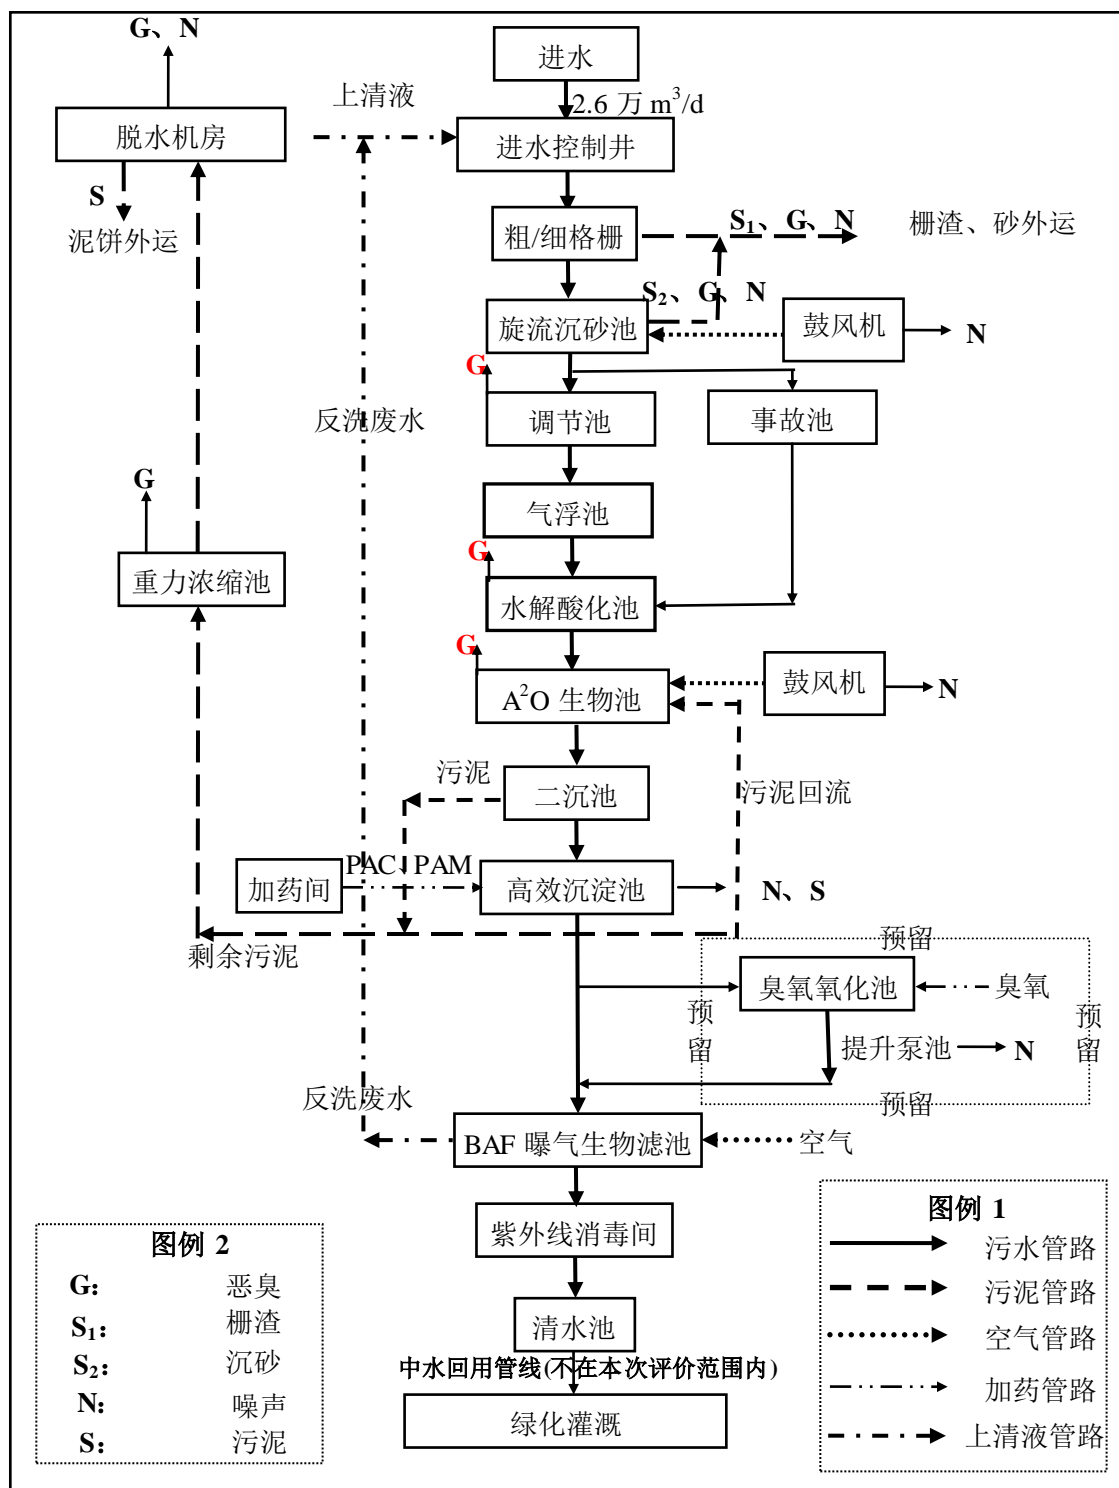 G、N
进水
上清液
2.6 万 m³/d
脱水机房
进水控制井
S
泥饼外运
粗/细格栅
S₁、G、N
栅渣、砂外运
S₂、G、N
旋流沉砂池
鼓风机
N
G
反洗废水
调节池
事故池
G
气浮池
G
重力浓缩池
水解酸化池
G
A²O 生物池
鼓风机
N
污泥
二沉池
污泥回流
PAC、PAM
加药间
高效沉淀池
N、S
剩余污泥
预留
臭氧氧化池
臭氧
预留
预留
提升泵池
N
反洗废水
预留
BAF 曝气生物滤池
空气
紫外线消毒间
清水池
中水回用管线(不在本次评价范围内)
绿化灌溉
图例 2
G：
恶臭
S₁：
栅渣
S₂：
沉砂
N：
噪声
S：
污泥
图例 1
污水管路
污泥管路
空气管路
加药管路
上清液管路